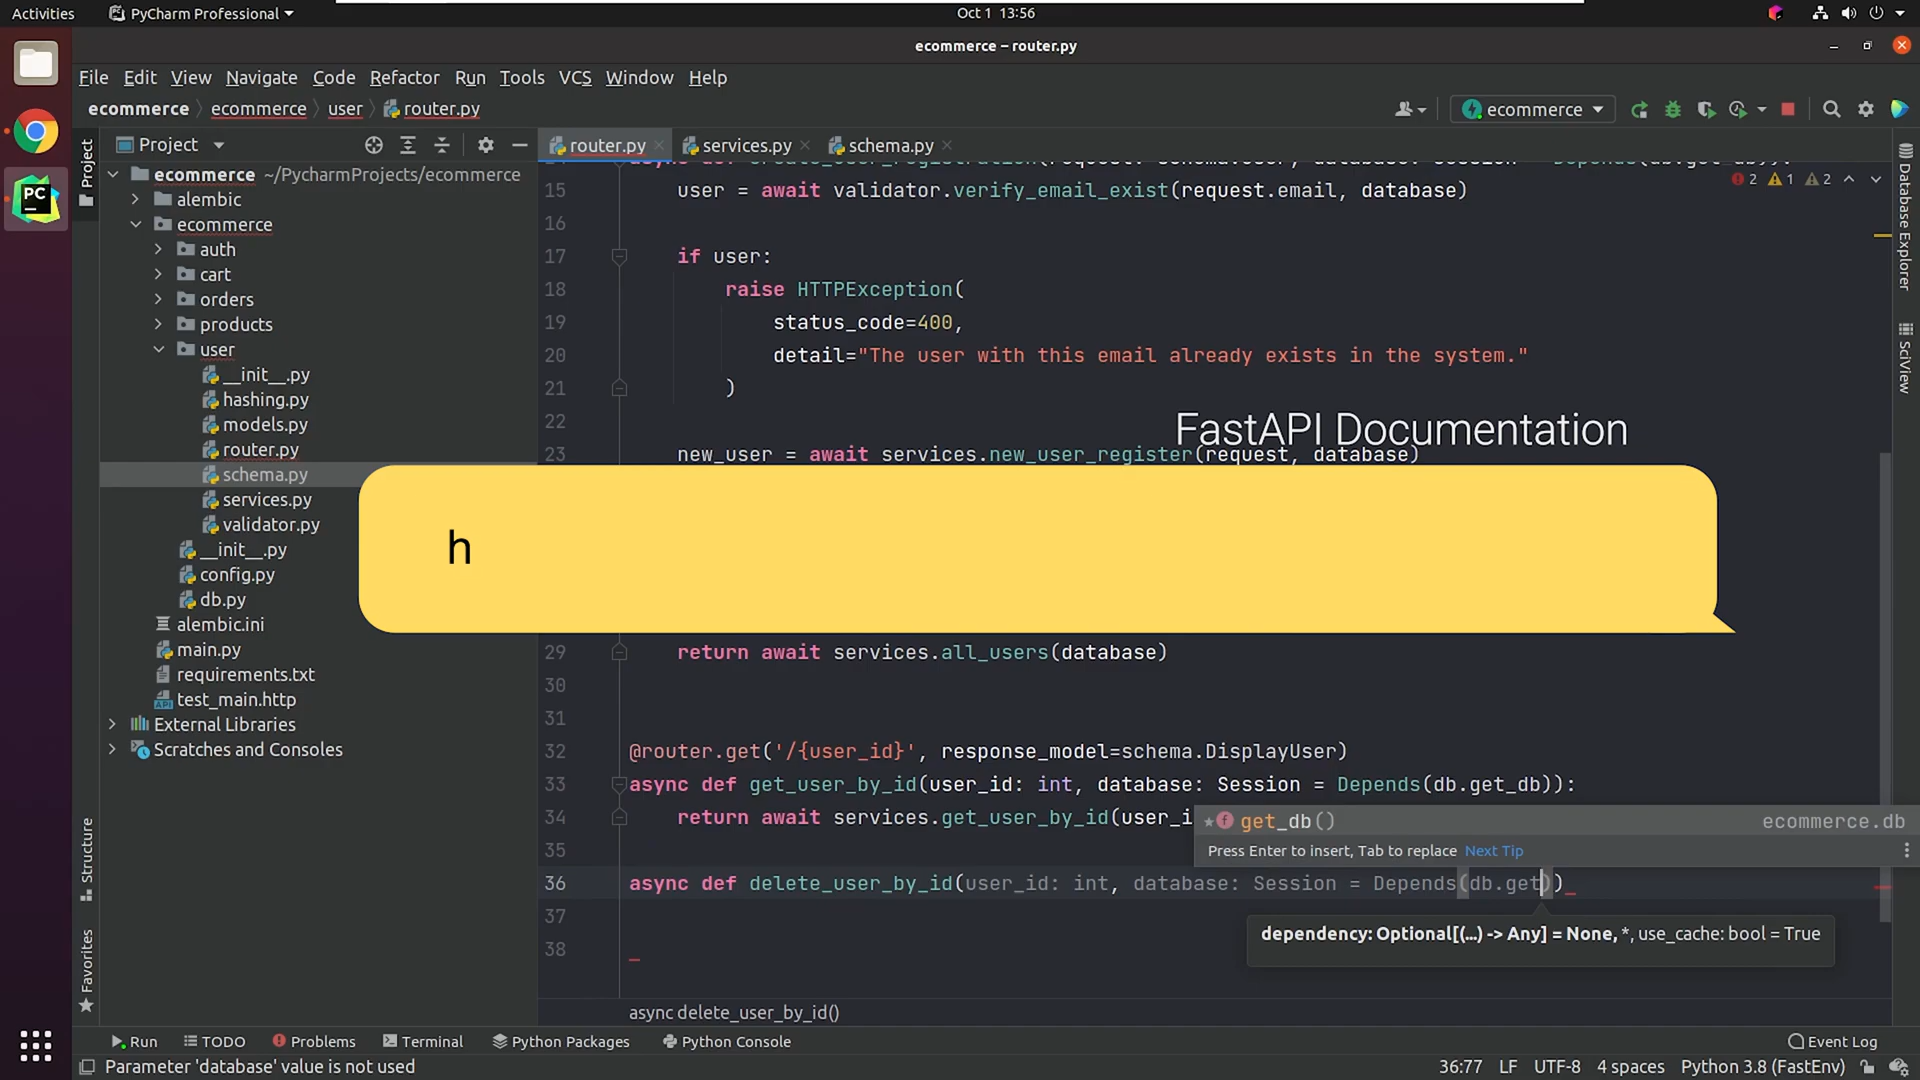 Activities
PyCharm Professional
Oct 1 13:56
ecommerce – router.py
File Edit View Navigate Code Refactor Run Tools VCS Window Help
ecommerce ecommerce user router.py
ecommerce
Project
router.py
services.py
schema.py
Project
ecommerce ~/PycharmProjects/ecommerce
alembic
ecommerce
auth
cart
orders
products
user
__init__.py
hashing.py
models.py
router.py
schema.py
services.py
validator.py
__init__.py
config.py
db.py
alembic.ini
main.py
requirements.txt
test_main.http
External Libraries
Scratches and Consoles
Structure
Favorites
2 1 2
15 user = await validator.verify_email_exist(request.email, database)
16
17 if user:
18 raise HTTPException(
19 status_code=400,
20 detail="The user with this email already exists in the system."
21 )
22
FastAPI Documentation
23 new_user = await services.new_user_register(request, database)
h
29 return await services.all_users(database)
30
31
32 @router.get('/{user_id}', response_model=schema.DisplayUser)
33 async def get_user_by_id(user_id: int, database: Session = Depends(db.get_db)):
34 return await services.get_user_by_id(user_i
get_db() ecommerce.db
35
Press Enter to insert, Tab to replace Next Tip
36 async def delete_user_by_id(user_id: int, database: Session = Depends(db.get))
37
38
dependency: Optional[(...) -> Any] = None, *, use_cache: bool = True
async delete_user_by_id()
Database Explorer
SciView
Run TODO Problems Terminal Python Packages Python Console Event Log
Parameter 'database' value is not used
36:77 LF UTF-8 4 spaces Python 3.8 (FastEnv)